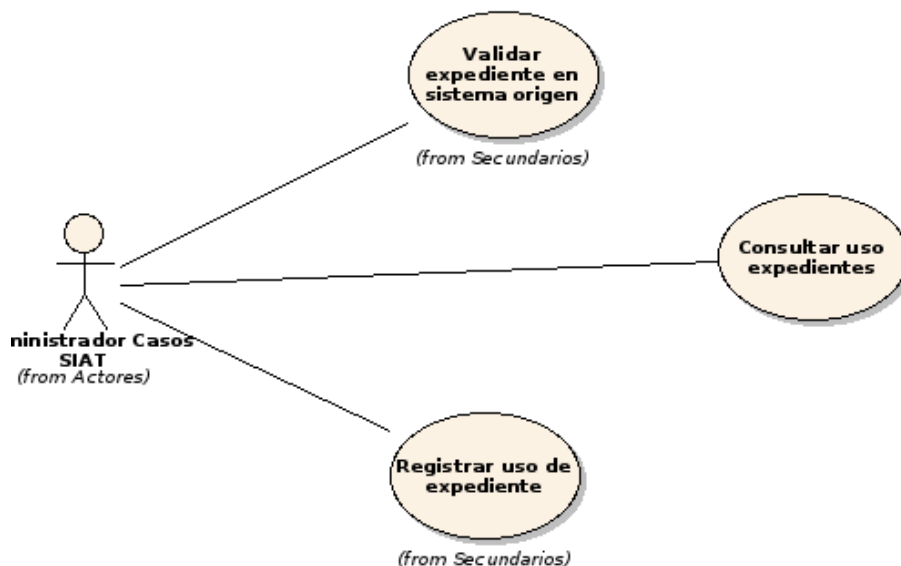 Validar
expediente en
sistema origen
(from Secundarios)
Consultar uso
expedientes
ninistrador Casos
SIAT
(from Actores)
Registrar uso de
expediente
(from Secundarios)